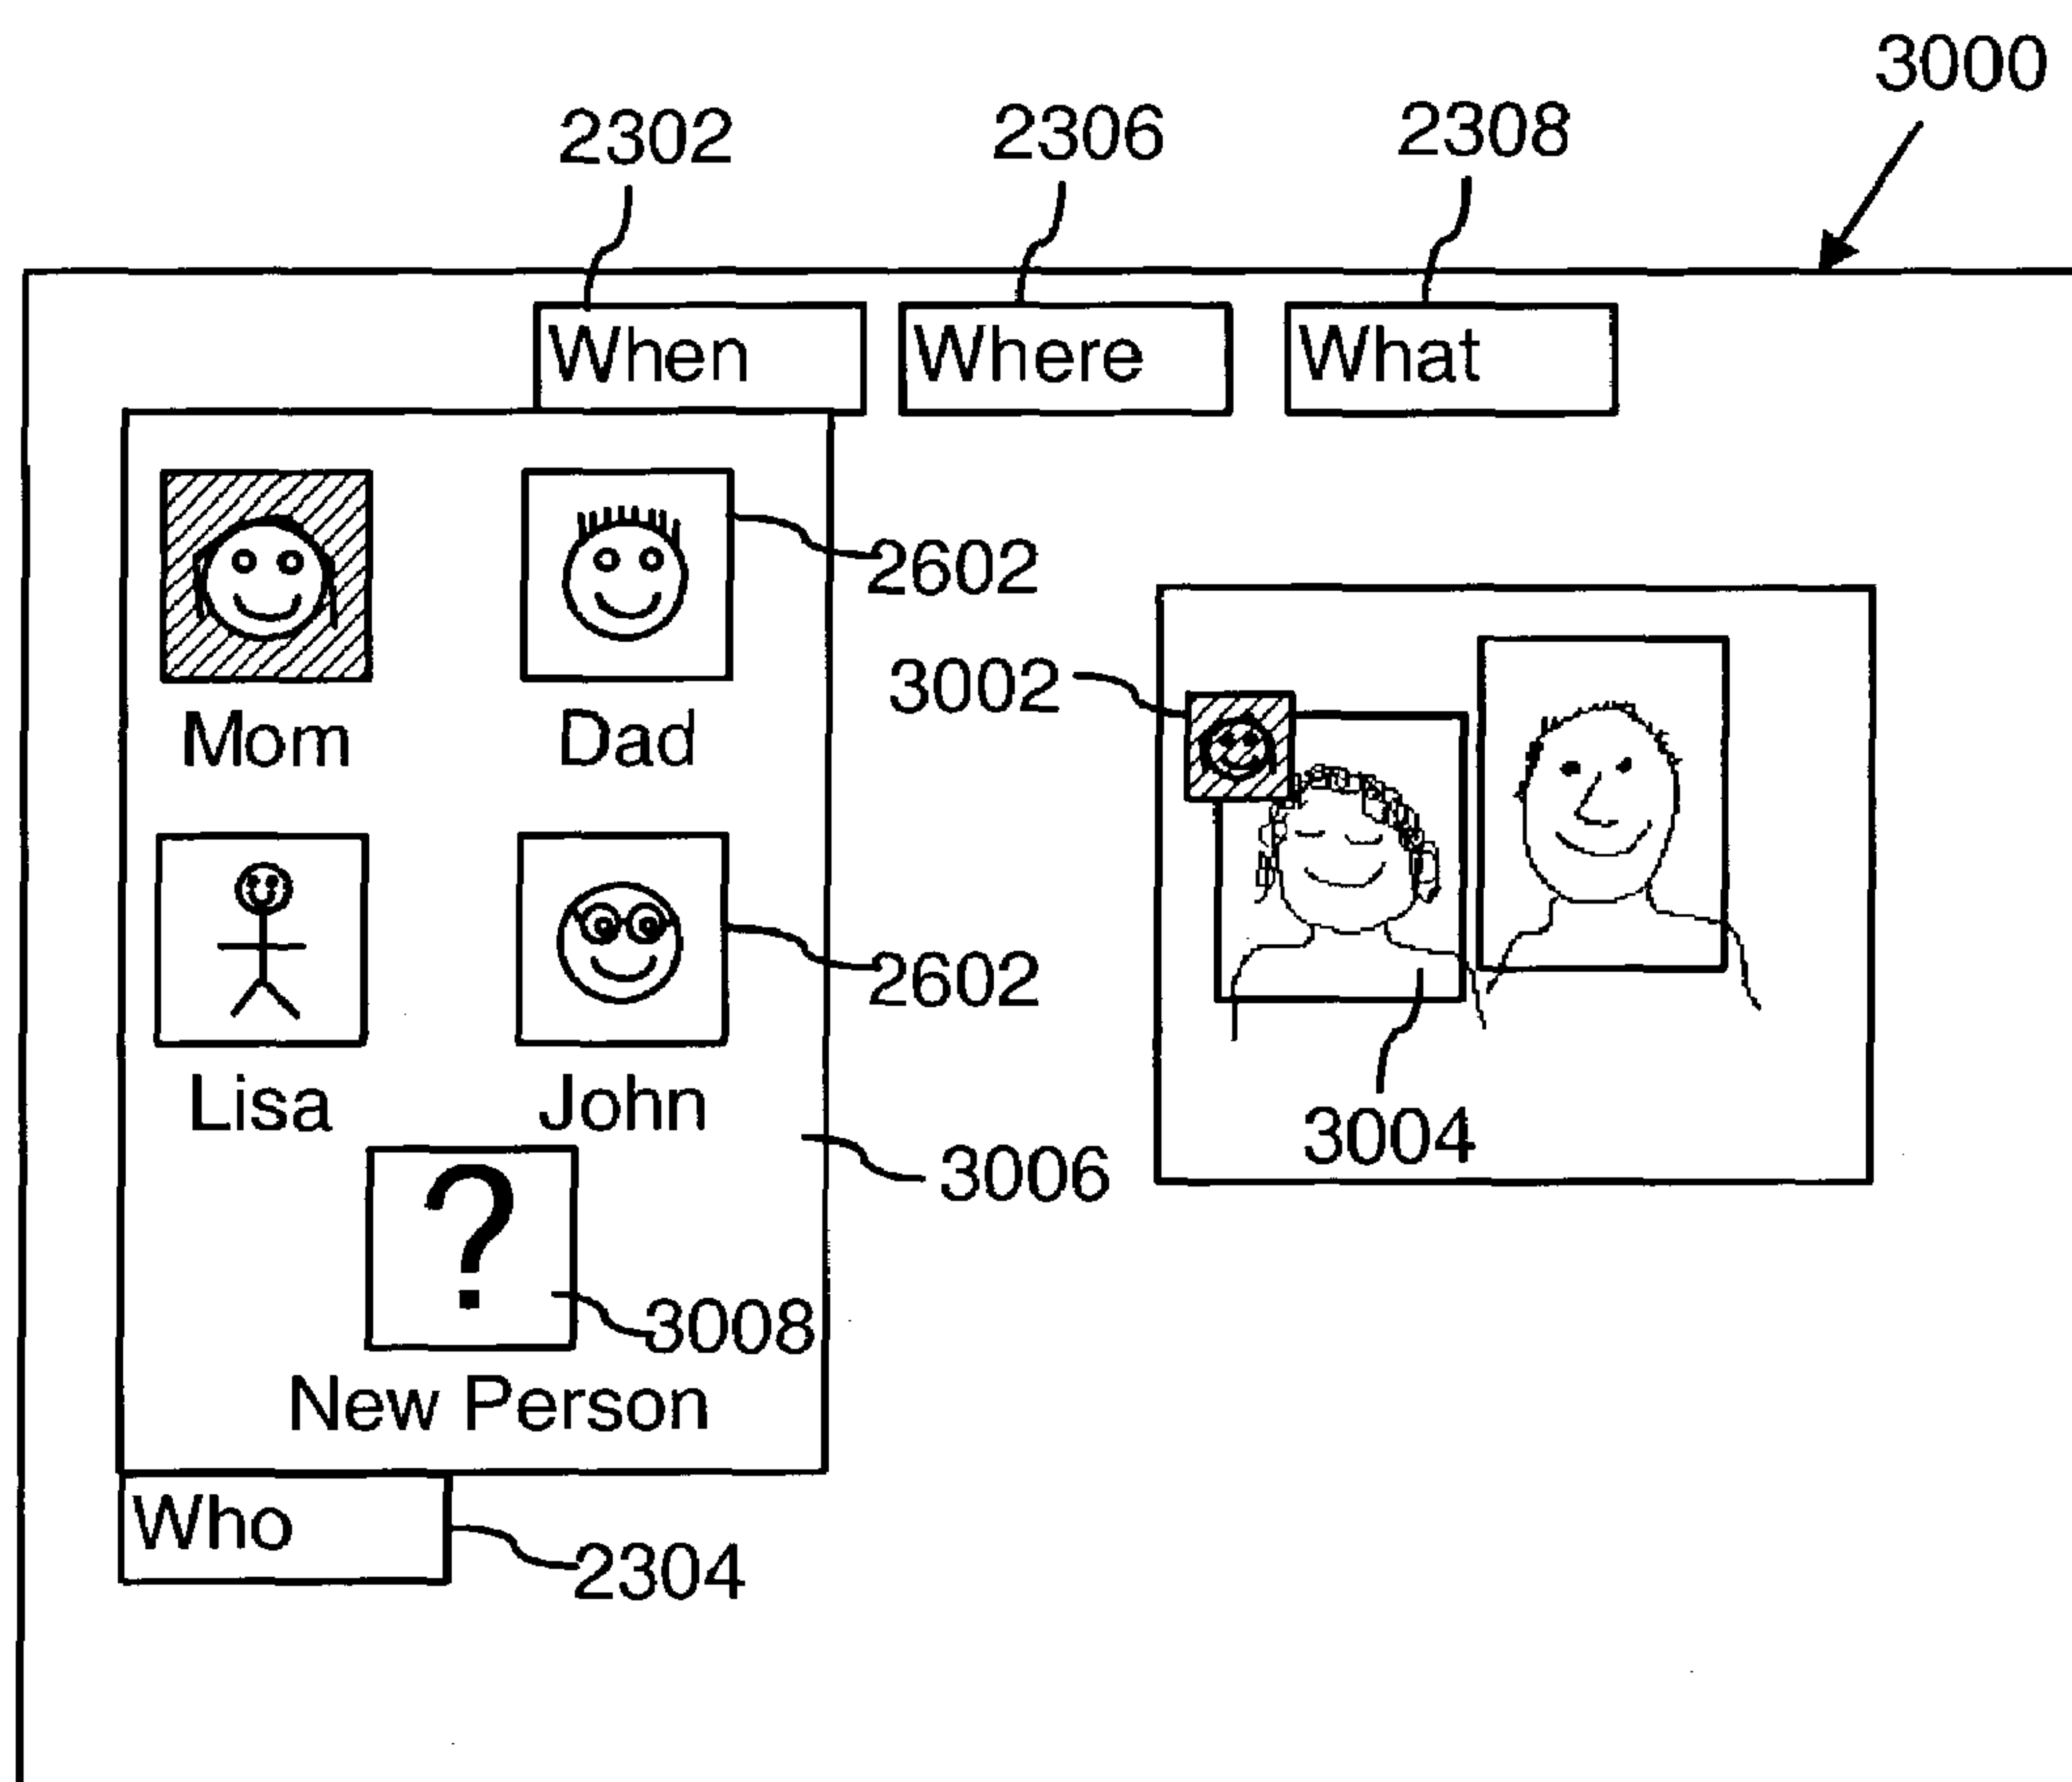 3000
2302 2306 2308
When Where What
2602
3002
Mom Dad
2602
Lisa John
3004
3006
?
3008
New Person
Who
2304